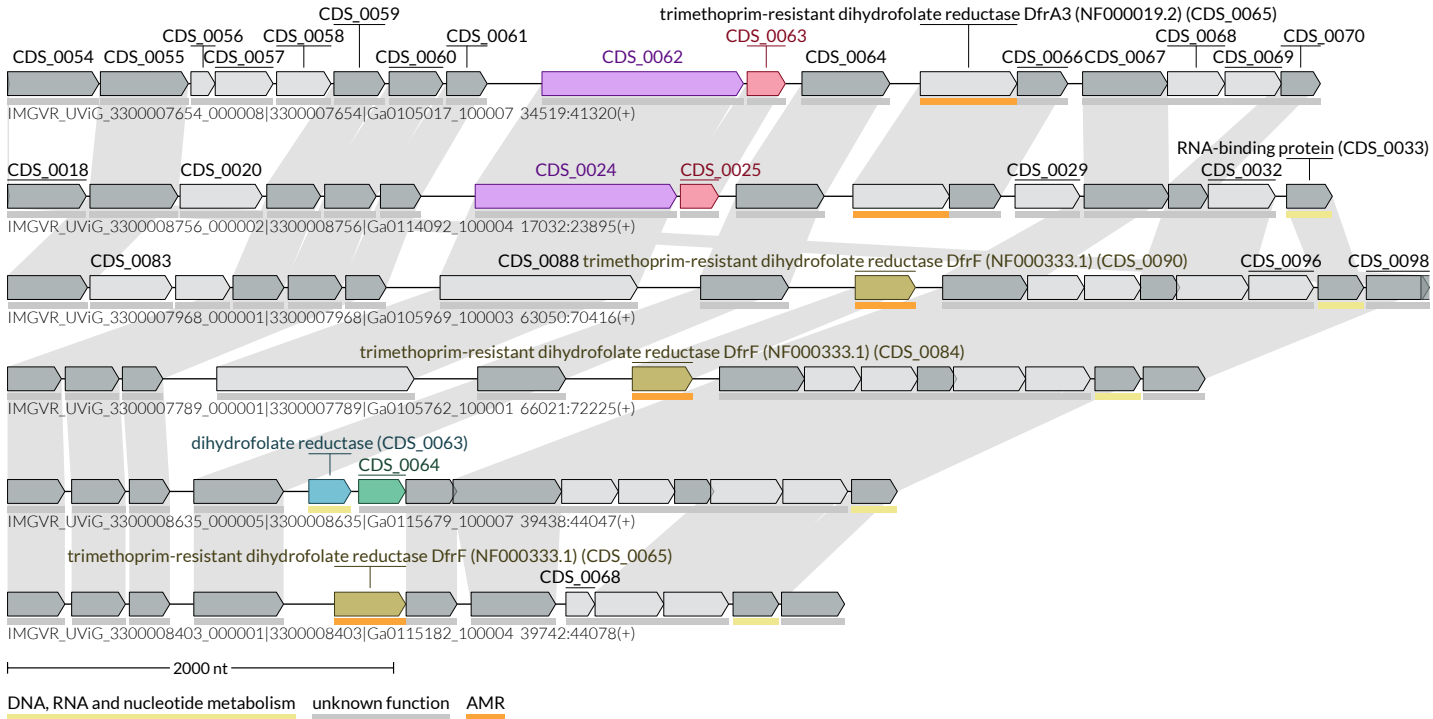 CDS_0059
trimethoprim-resistant dihydrofolate reductase DfrA3 (NF000019.2) (CDS_0065)
CDS_0056
CDS_0058
CDS_0061
CDS_0063
CDS_0068
CDS_0070
CDS_0054
CDS_0055
CDS_0057
CDS_0060
CDS_0062
CDS_0064
CDS_0066
CDS_0067
CDS_0069
IMGVR_UViG_3300007654_000008|3300007654|Ga0105017_100007 34519:41320(+)
RNA-binding protein (CDS_0033)
CDS_0018
CDS_0020
CDS_0024
CDS_0025
CDS_0029
CDS_0032
IMGVR_UViG_3300008756_000002|3300008756|Ga0114092_100004 17032:23895(+)
CDS_0083
CDS_0088
trimethoprim-resistant dihydrofolate reductase DfrF (NF000333.1) (CDS_0090)
CDS_0096
CDS_0098
IMGVR_UViG_3300007968_000001|3300007968|Ga0105969_100003 63050:70416(+)
trimethoprim-resistant dihydrofolate reductase DfrF (NF000333.1) (CDS_0084)
IMGVR_UViG_3300007789_000001|3300007789|Ga0105762_100001 66021:72225(+)
dihydrofolate reductase (CDS_0063)
CDS_0064
IMGVR_UViG_3300008635_000005|3300008635|Ga0115679_100007 39438:44047(+)
trimethoprim-resistant dihydrofolate reductase DfrF (NF000333.1) (CDS_0065)
CDS_0068
IMGVR_UViG_3300008403_000001|3300008403|Ga0115182_100004 39742:44078(+)
2000 nt
DNA, RNA and nucleotide metabolism
unknown function
AMR